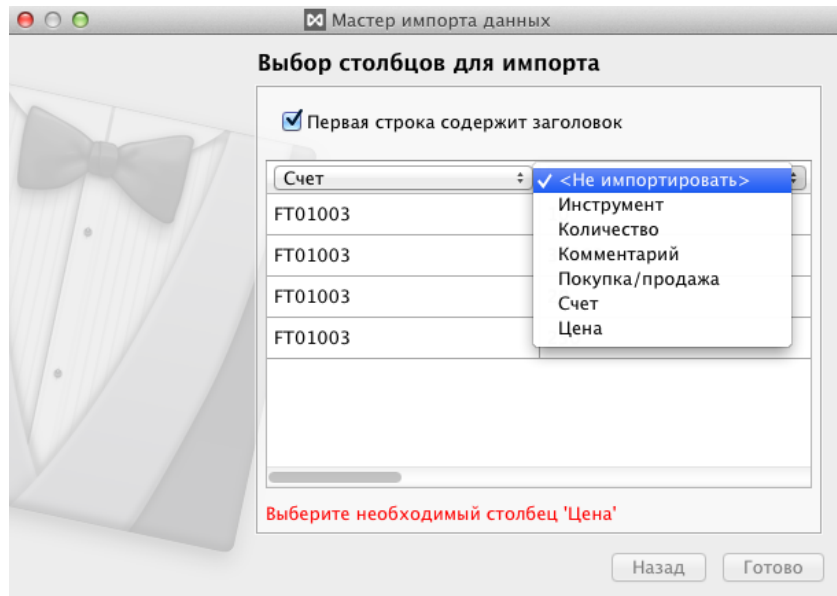 Мастер импорта данных
Выбор столбцов для импорта
Первая строка содержит заголовок
Счет
<Не импортировать>
Инструмент
Количество
Комментарий
Покупка/продажа
Счет
Цена
FT01003
FT01003
FT01003
FT01003
Выберите необходимый столбец 'Цена'
Назад
Готово